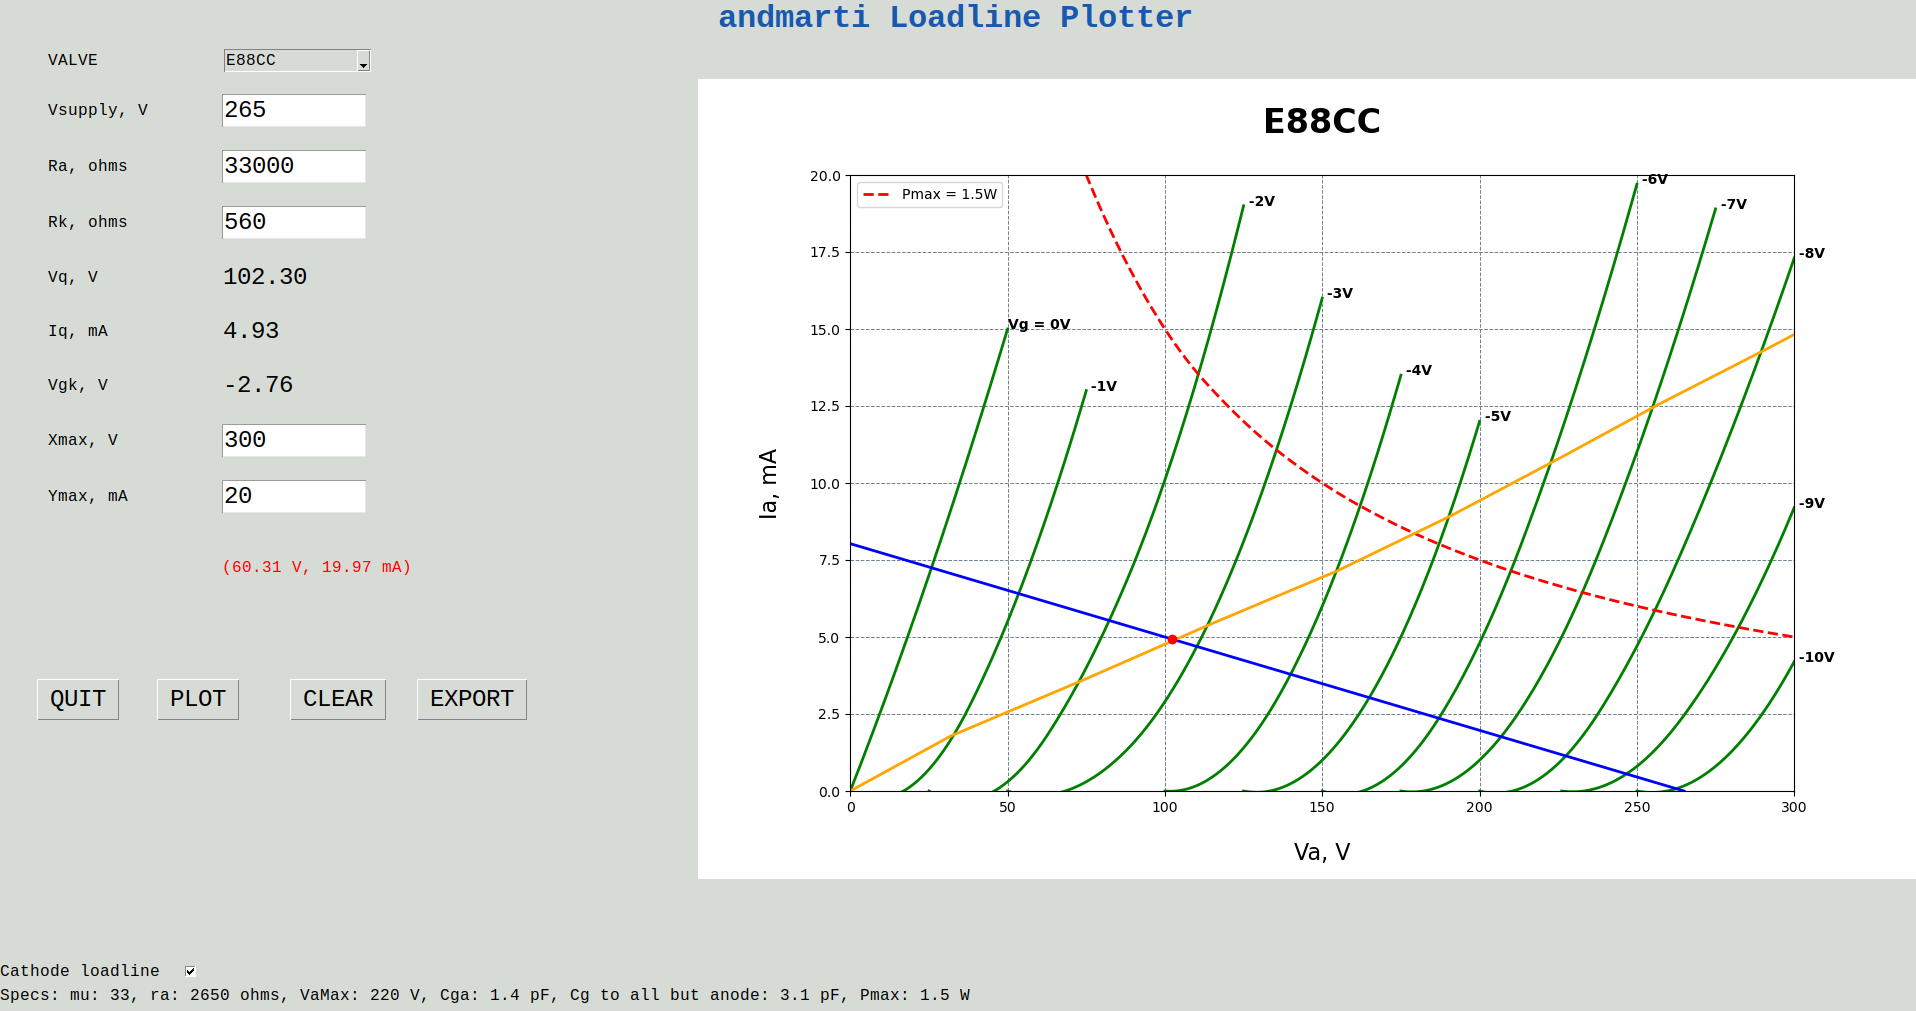 andmarti Loadline Plotter
VALVE E88CC
Vsupply, V 265
Ra, ohms 33000
Rk, ohms 560
Vq, V 102.30
Iq, mA 4.93
Vgk, V -2.76
Xmax, V 300
Ymax, mA 20
(60.31 V, 19.97 mA)
QUIT PLOT CLEAR EXPORT
E88CC
Pmax = 1.5W
Vg = 0V
-1V
-2V
-3V
-4V
-5V
-6V
-7V
-8V
-9V
-10V
20.0
17.5
15.0
12.5
10.0
7.5
5.0
2.5
0.0
Ia, mA
0 50 100 150 200 250 300
Va, V
Cathode loadline
Specs: mu: 33, ra: 2650 ohms, VaMax: 220 V, Cga: 1.4 pF, Cg to all but anode: 3.1 pF, Pmax: 1.5 W